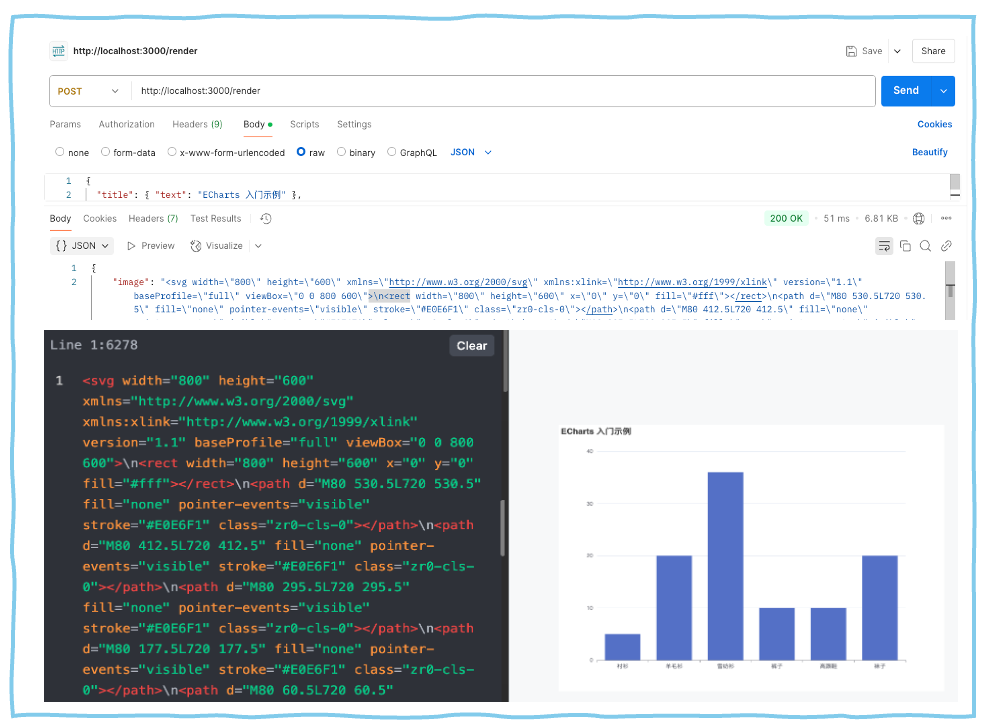 http://localhost:3000/render
Save
Share
POST
http://localhost:3000/render
Send
Params Authorization Headers (9) Body Scripts Settings
Cookies
none form-data x-www-form-urlencoded raw binary GraphQL JSON
Beautify
1 {
2 "title": { "text": "ECharts 入门示例" },
Body Cookies Headers (7) Test Results
200 OK 51 ms 6.81 KB
{} JSON Preview Visualize
1 {
2 "image": "<svg width=\"800\" height=\"600\" xmlns=\"http://www.w3.org/2000/svg\" xmlns:xlink=\"http://www.w3.org/1999/xlink\" version=\"1.1\"
baseProfile=\"full\" viewBox=\"0 0 800 600\">\n<rect width=\"800\" height=\"600\" x=\"0\" y=\"0\" fill=\"#fff\"></rect>\n<path d=\"M80 530.5L720 530.
5\" fill=\"none\" pointer-events=\"visible\" stroke=\"#E0E6F1\" class=\"zr0-cls-0\"></path>\n<path d=\"M80 412.5L720 412.5\" fill=\"none\"
Line 1:6278
Clear
1 <svg width="800" height="600"
xmlns="http://www.w3.org/2000/svg"
xmlns:xlink="http://www.w3.org/1999/xlink"
version="1.1" baseProfile="full" viewBox="0 0 800
600">\n<rect width="800" height="600" x="0" y="0"
fill="#fff"></rect>\n<path d="M80 530.5L720 530.5"
fill="none" pointer-events="visible"
stroke="#E0E6F1" class="zr0-cls-0"></path>\n<path
d="M80 412.5L720 412.5" fill="none" pointer-
events="visible" stroke="#E0E6F1" class="zr0-cls-
0"></path>\n<path d="M80 295.5L720 295.5"
fill="none" pointer-events="visible"
stroke="#E0E6F1" class="zr0-cls-0"></path>\n<path
d="M80 177.5L720 177.5" fill="none" pointer-
events="visible" stroke="#E0E6F1" class="zr0-cls-
0"></path>\n<path d="M80 60.5L720 60.5"
ECharts 入门示例
40
30
20
10
0
衬衫 羊毛衫 雪纺衫 裤子 高跟鞋 袜子